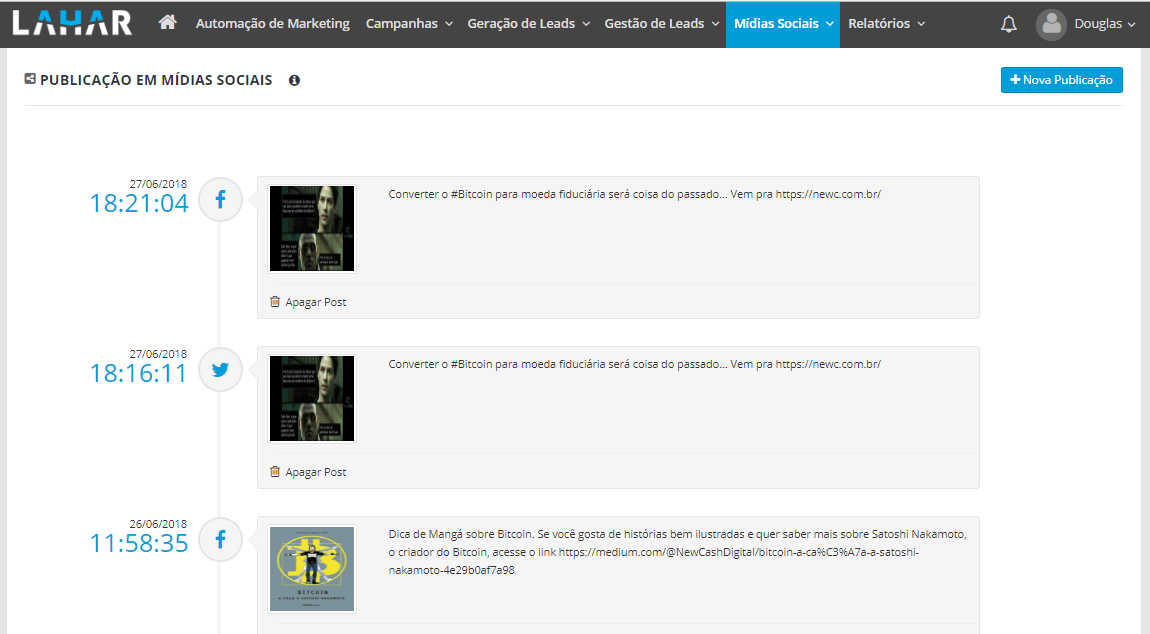 LAHAR
Automação de Marketing Campanhas Geração de Leads Gestão de Leads Mídias Sociais Relatórios Douglas
PUBLICAÇÃO EM MÍDIAS SOCIAIS
Nova Publicação
27/06/2018
18:21:04
Converter o #Bitcoin para moeda fiduciária será coisa do passado... Vem pra https://newc.com.br/
Apagar Post
27/06/2018
18:16:11
Converter o #Bitcoin para moeda fiduciária será coisa do passado... Vem pra https://newc.com.br/
Apagar Post
26/06/2018
11:58:35
Dica de Mangá sobre Bitcoin. Se você gosta de histórias bem ilustradas e quer saber mais sobre Satoshi Nakamoto,
o criador do Bitcoin, acesse o link https://medium.com/@NewCashDigital/bitcoin-a-ca%C3%A7a-a-satoshi-
nakamoto-4e29b0af7a98
BITCOIN
A CAÇA A SATOSHI NAKAMOTO